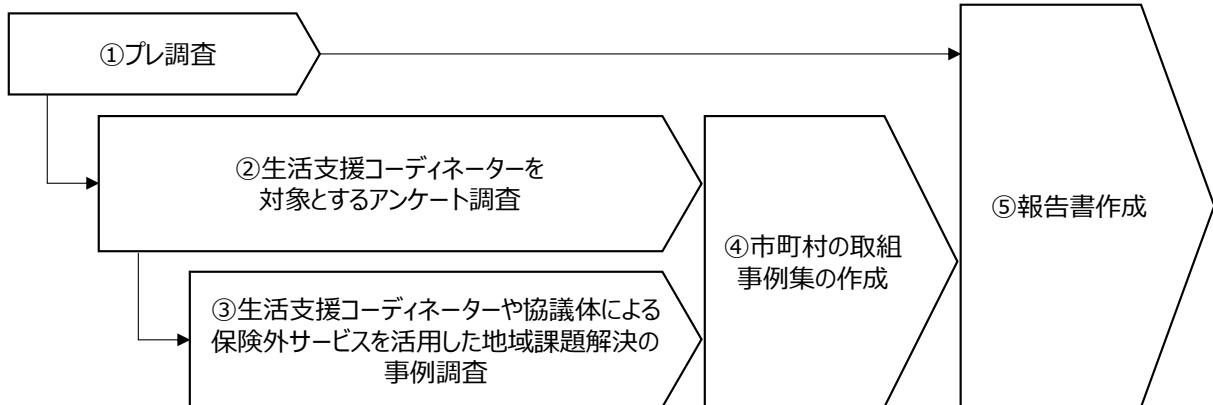 ①プレ調査
②生活支援コーディネーターを
対象とするアンケート調査
③生活支援コーディネーターや協議体による
保険外サービスを活用した地域課題解決の
事例調査
④市町村の取組
事例集の作成
⑤報告書作成